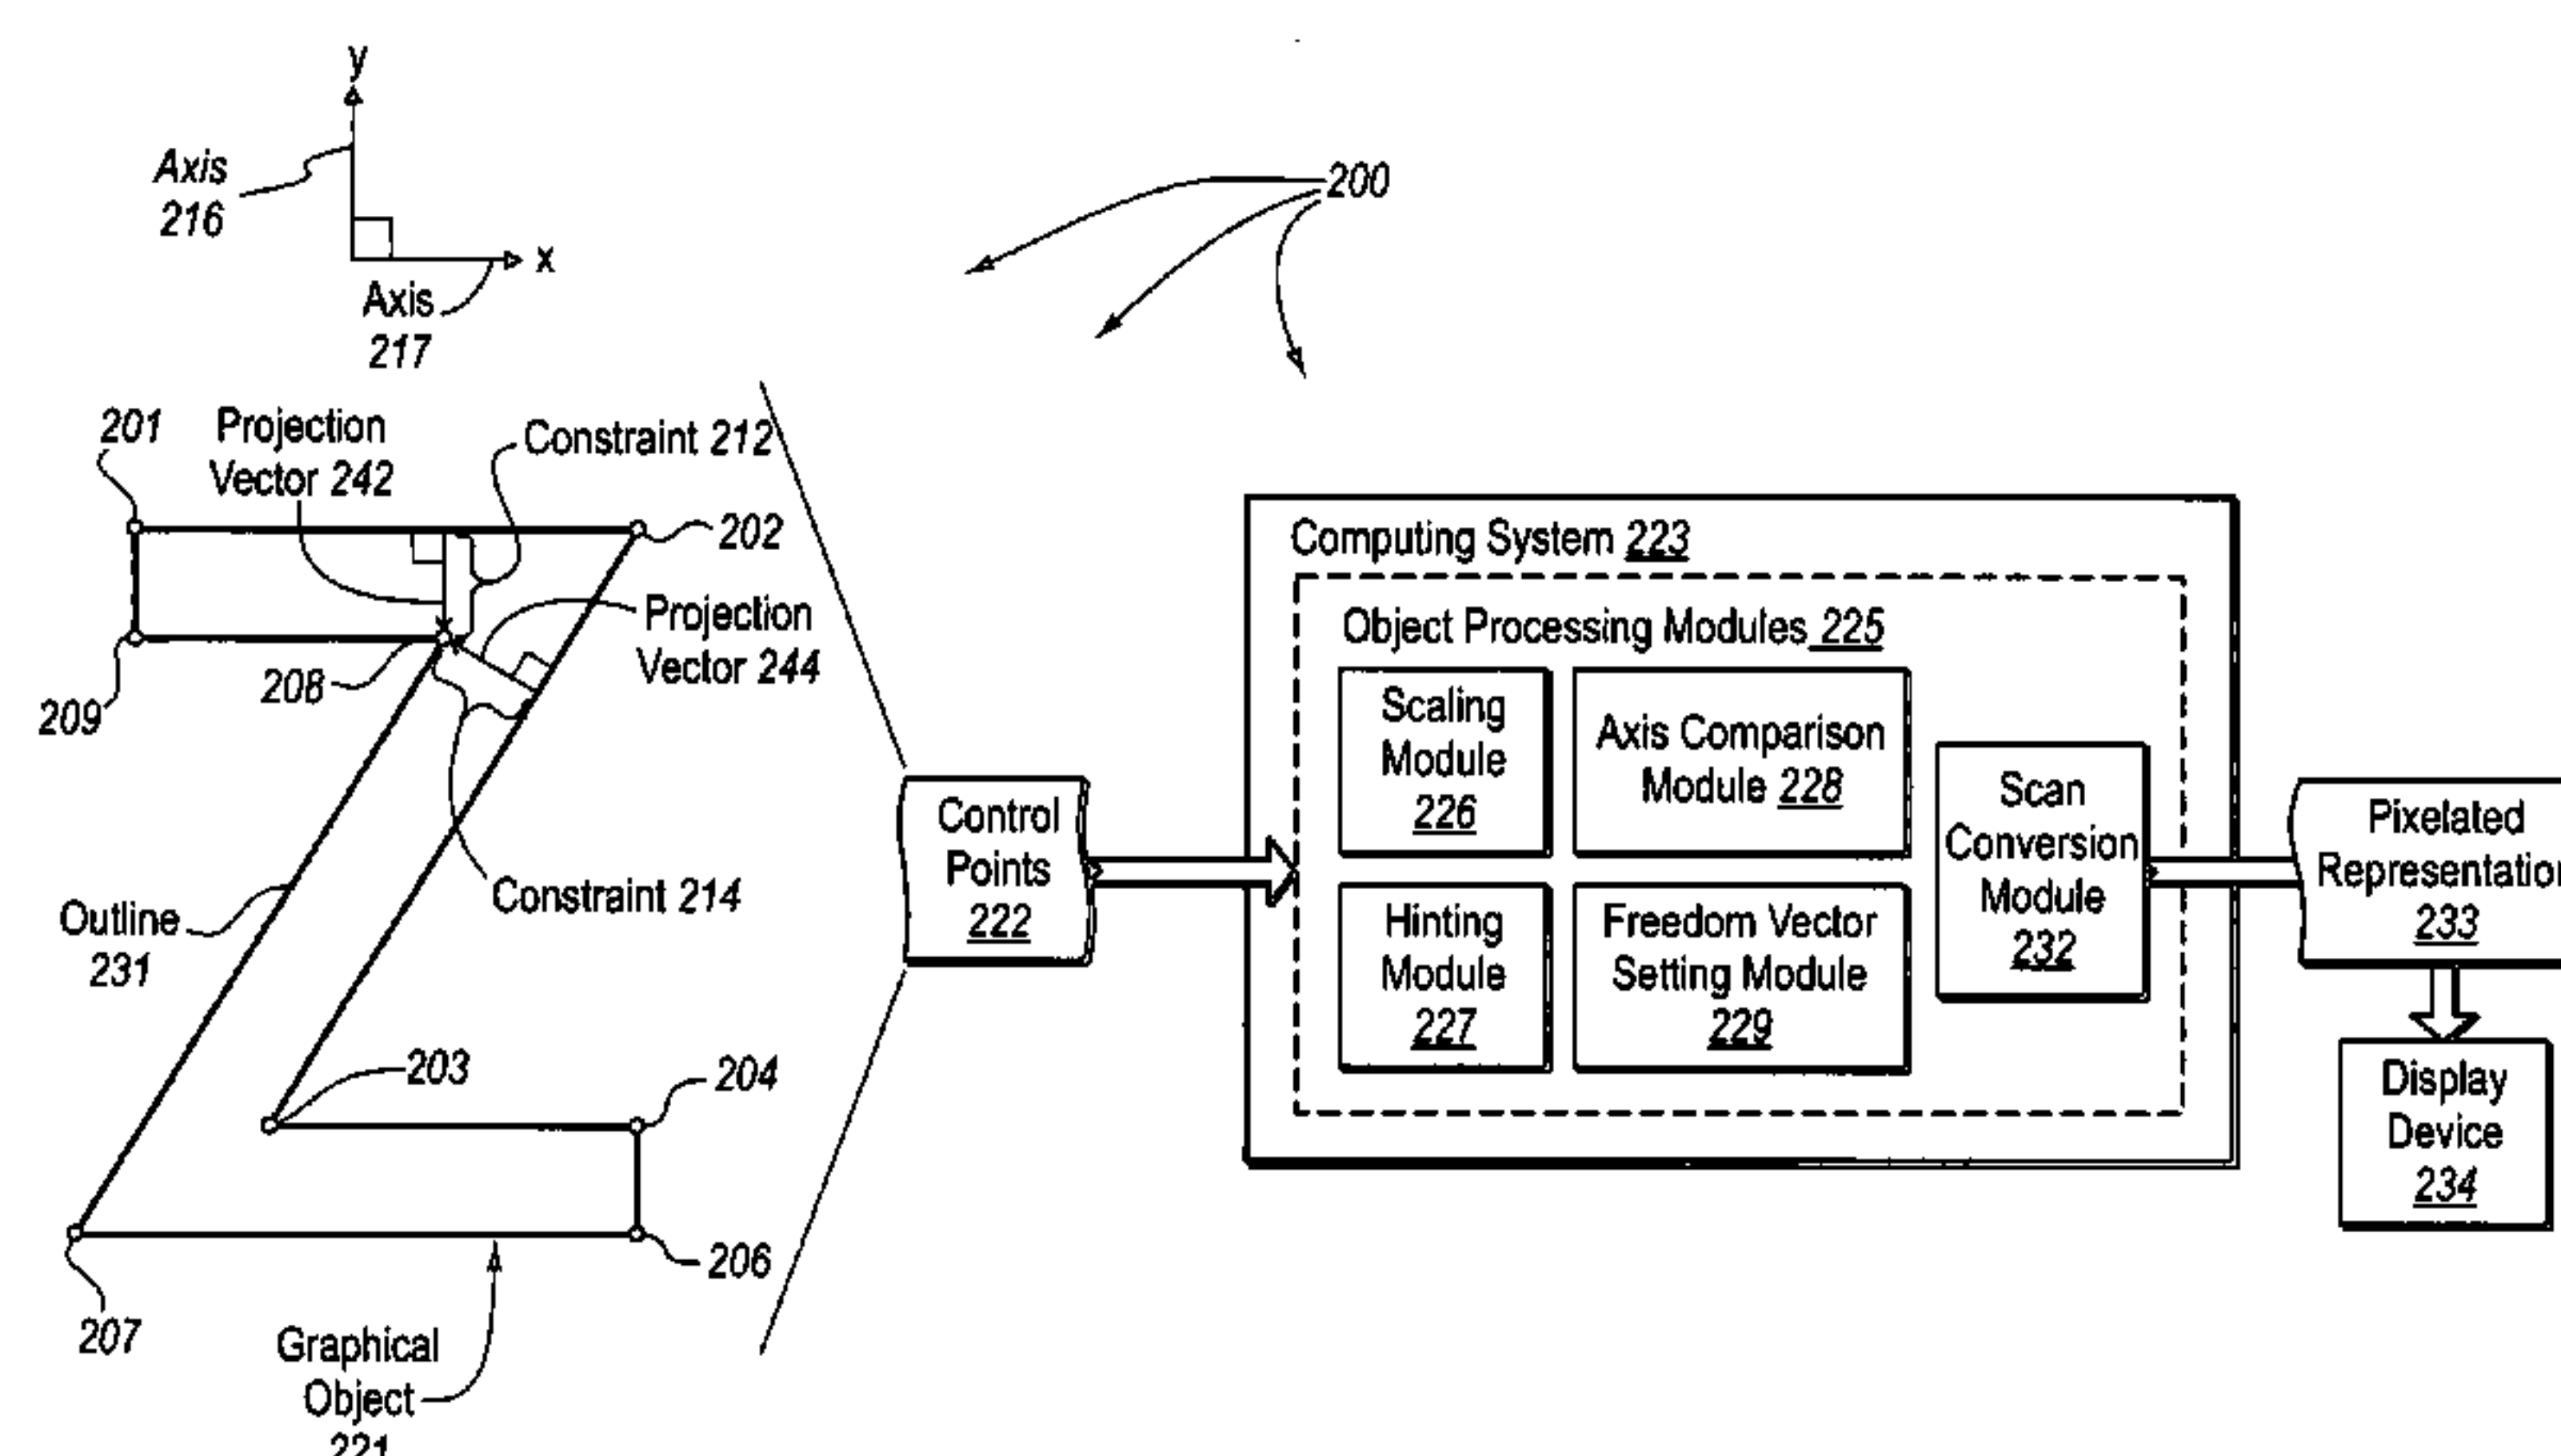 y
Axis
216
x
Axis
217
200
201
Projection
Vector 242
Constraint 212
202
Projection
Vector 244
208
209
Constraint 214
Outline
231
203
204
206
207
Graphical
Object
221
Control
Points
222
Computing System 223
Object Processing Modules 225
Scaling
Module
226
Axis Comparison
Module 228
Hinting
Module
227
Freedom Vector
Setting Module
229
Scan
Conversion
Module
232
Pixelated
Representation
233
Display
Device
234